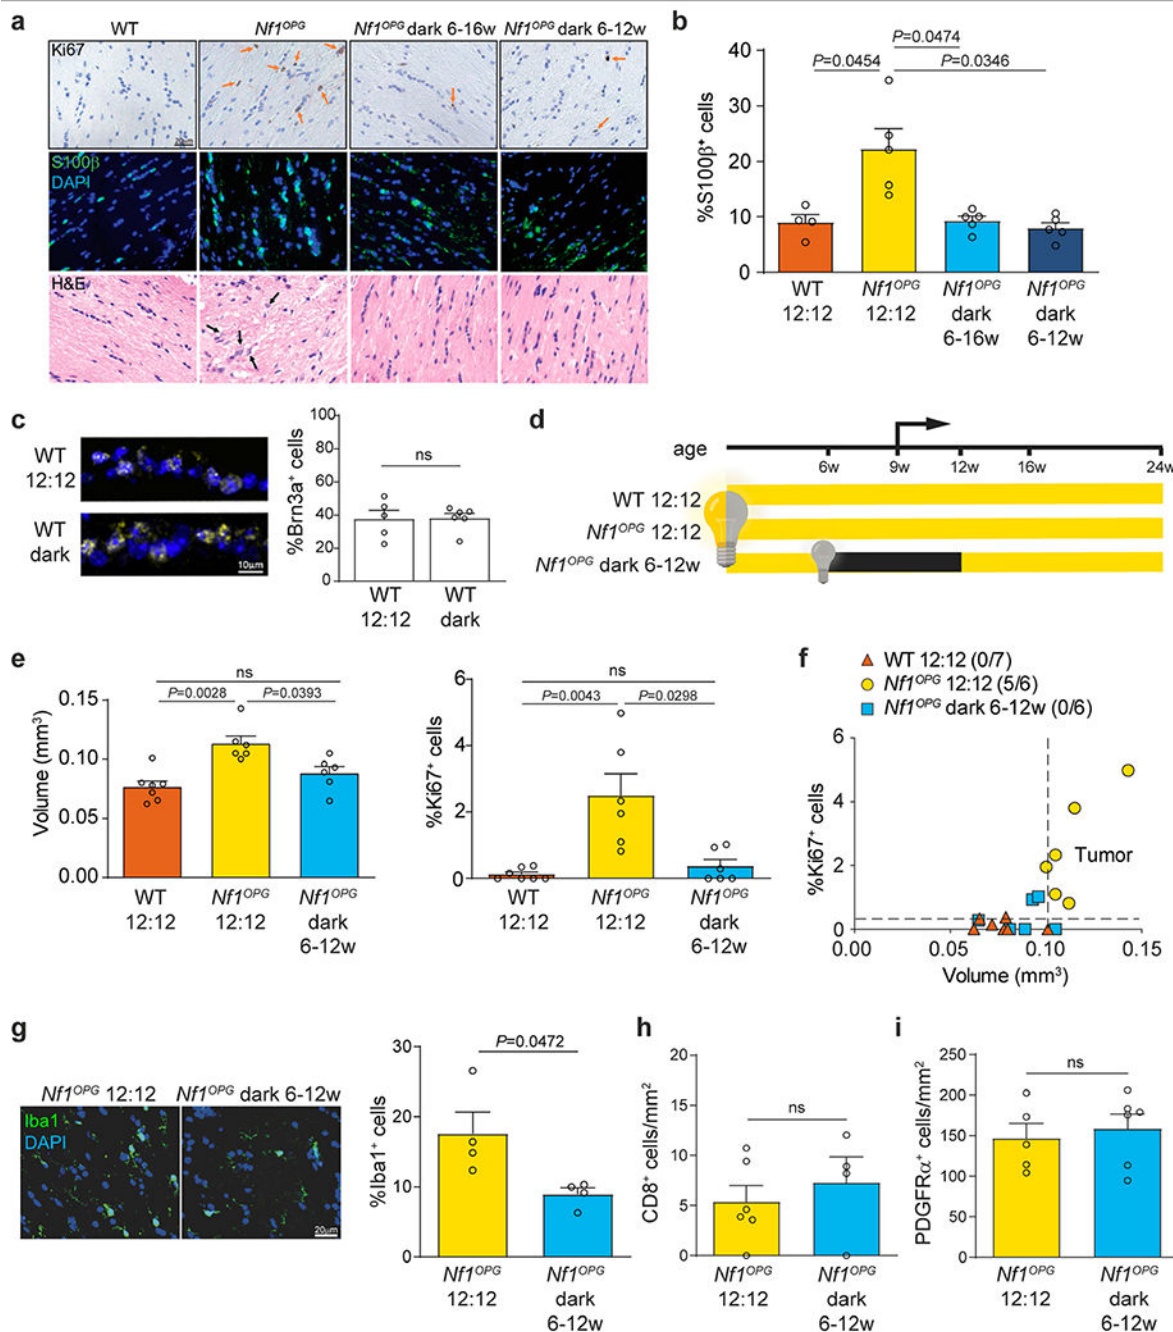 a
WT
Nf1OPG
Nf1OPG dark 6-16w
Nf1OPG dark 6-12w
Ki67
20μm
S100β
DAPI
H&E
b
P=0.0474
P=0.0454
P=0.0346
%S100β+ cells
40
30
20
10
0
WT
12:12
Nf1OPG
12:12
Nf1OPG
dark
6-16w
Nf1OPG
dark
6-12w
c
WT
12:12
WT
dark
10μm
%Brn3a+ cells
100
80
60
40
20
0
ns
WT
12:12
WT
dark
d
age
6w
9w
12w
16w
24w
WT 12:12
Nf1OPG 12:12
Nf1OPG dark 6-12w
e
ns
P=0.0028
P=0.0393
Volume (mm3)
0.15
0.10
0.05
0.00
WT
12:12
Nf1OPG
12:12
Nf1OPG
dark
6-12w
ns
P=0.0043
P=0.0298
%Ki67+ cells
6
4
2
0
WT
12:12
Nf1OPG
12:12
Nf1OPG
dark
6-12w
f
WT 12:12 (0/7)
Nf1OPG 12:12 (5/6)
Nf1OPG dark 6-12w (0/6)
%Ki67+ cells
6
4
2
0
Tumor
0.00
0.05
0.10
0.15
Volume (mm3)
g
Nf1OPG 12:12
Nf1OPG dark 6-12w
Iba1
DAPI
20μm
P=0.0472
%Iba1+ cells
30
20
10
0
Nf1OPG
12:12
Nf1OPG
dark
6-12w
h
ns
CD8+ cells/mm2
20
15
10
5
0
Nf1OPG
12:12
Nf1OPG
dark
6-12w
i
ns
PDGFRα+ cells/mm2
250
200
150
100
50
0
Nf1OPG
12:12
Nf1OPG
dark
6-12w